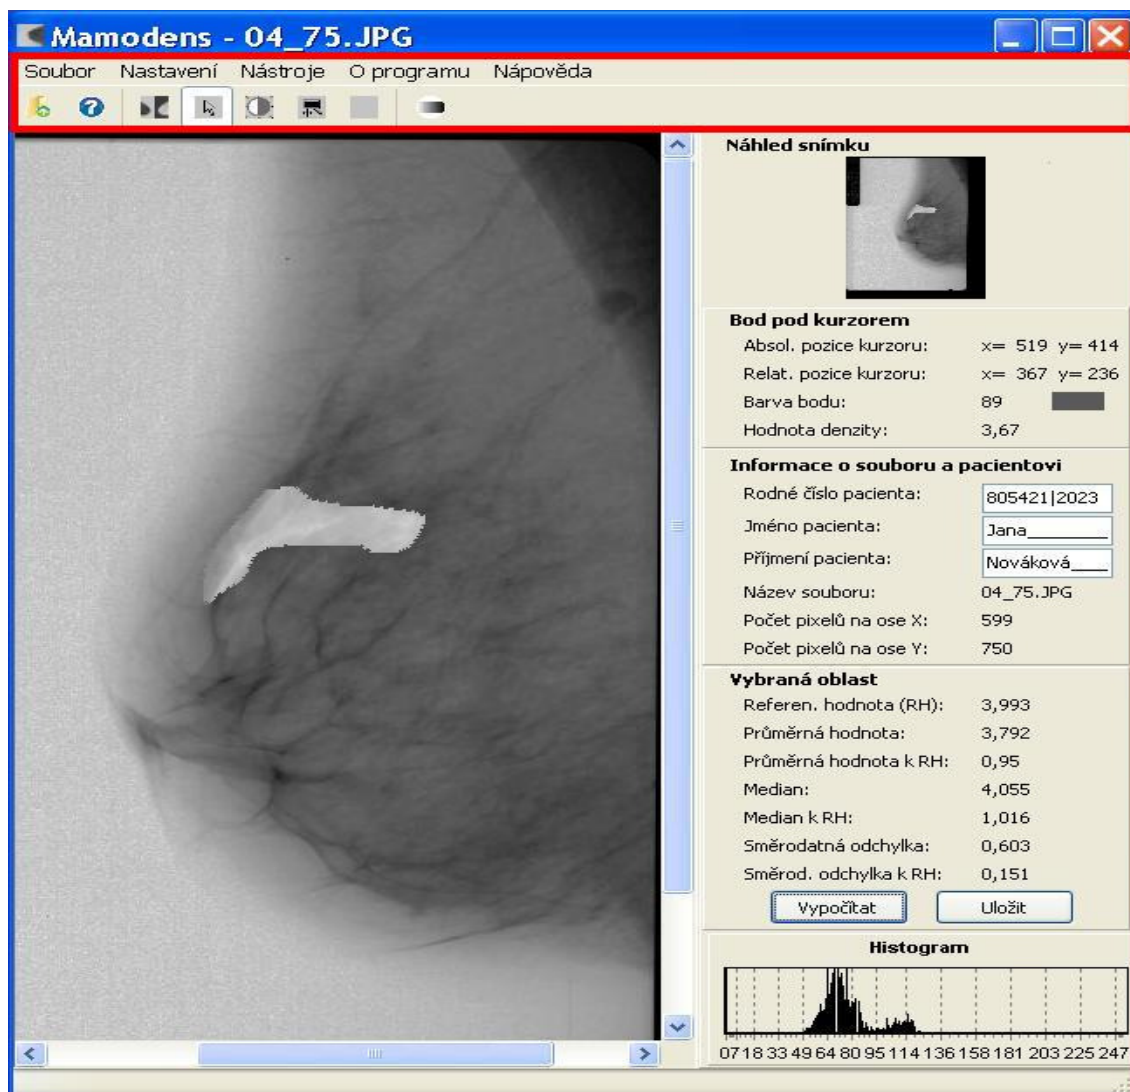 Mamodens - 04_75.JPG
Soubor Nastavení Nástroje O programu Nápověda
Náhled snímku
Bod pod kurzorem
Absol. pozice kurzoru: x= 519 y= 414
Relat. pozice kurzoru: x= 367 y= 236
Barva bodu: 89
Hodnota denzity: 3,67
Informace o souboru a pacientovi
Rodné číslo pacienta: 805421|2023
Jméno pacienta: Jana________
Příjmení pacienta: Nováková____
Název souboru: 04_75.JPG
Počet pixelů na ose X: 599
Počet pixelů na ose Y: 750
Vybraná oblast
Referen. hodnota (RH): 3,993
Průměrná hodnota: 3,792
Průměrná hodnota k RH: 0,95
Median: 4,055
Median k RH: 1,016
Směrodatná odchylka: 0,603
Směrod. odchylka k RH: 0,151
Vypočítat Uložit
Histogram
07 18 33 49 64 80 95 114 136 158 181 203 225 247